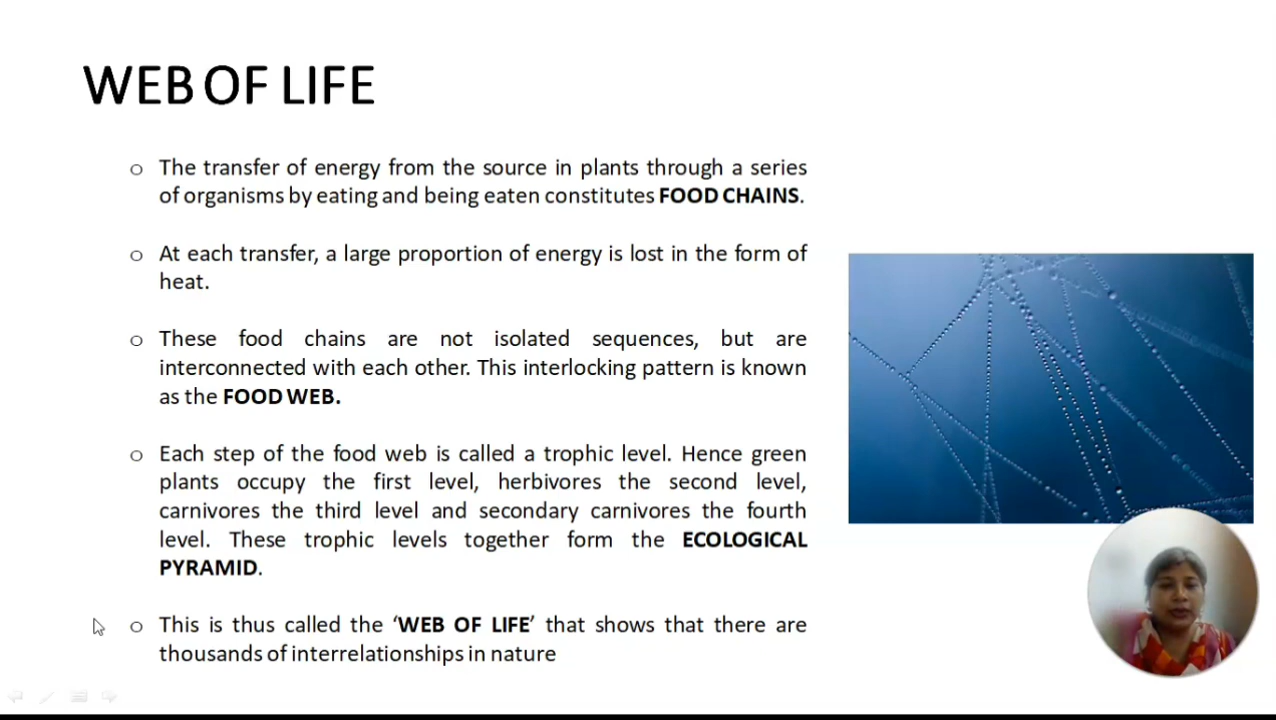 WEB OF LIFE
o The transfer of energy from the source in plants through a series
of organisms by eating and being eaten constitutes FOOD CHAINS.
o At each transfer, a large proportion of energy is lost in the form of
heat.
o These food chains are not isolated sequences, but are
interconnected with each other. This interlocking pattern is known
as the FOOD WEB.
o Each step of the food web is called a trophic level. Hence green
plants occupy the first level, herbivores the second level,
carnivores the third level and secondary carnivores the fourth
level. These trophic levels together form the ECOLOGICAL
PYRAMID.
o This is thus called the ‘WEB OF LIFE’ that shows that there are
thousands of interrelationships in nature